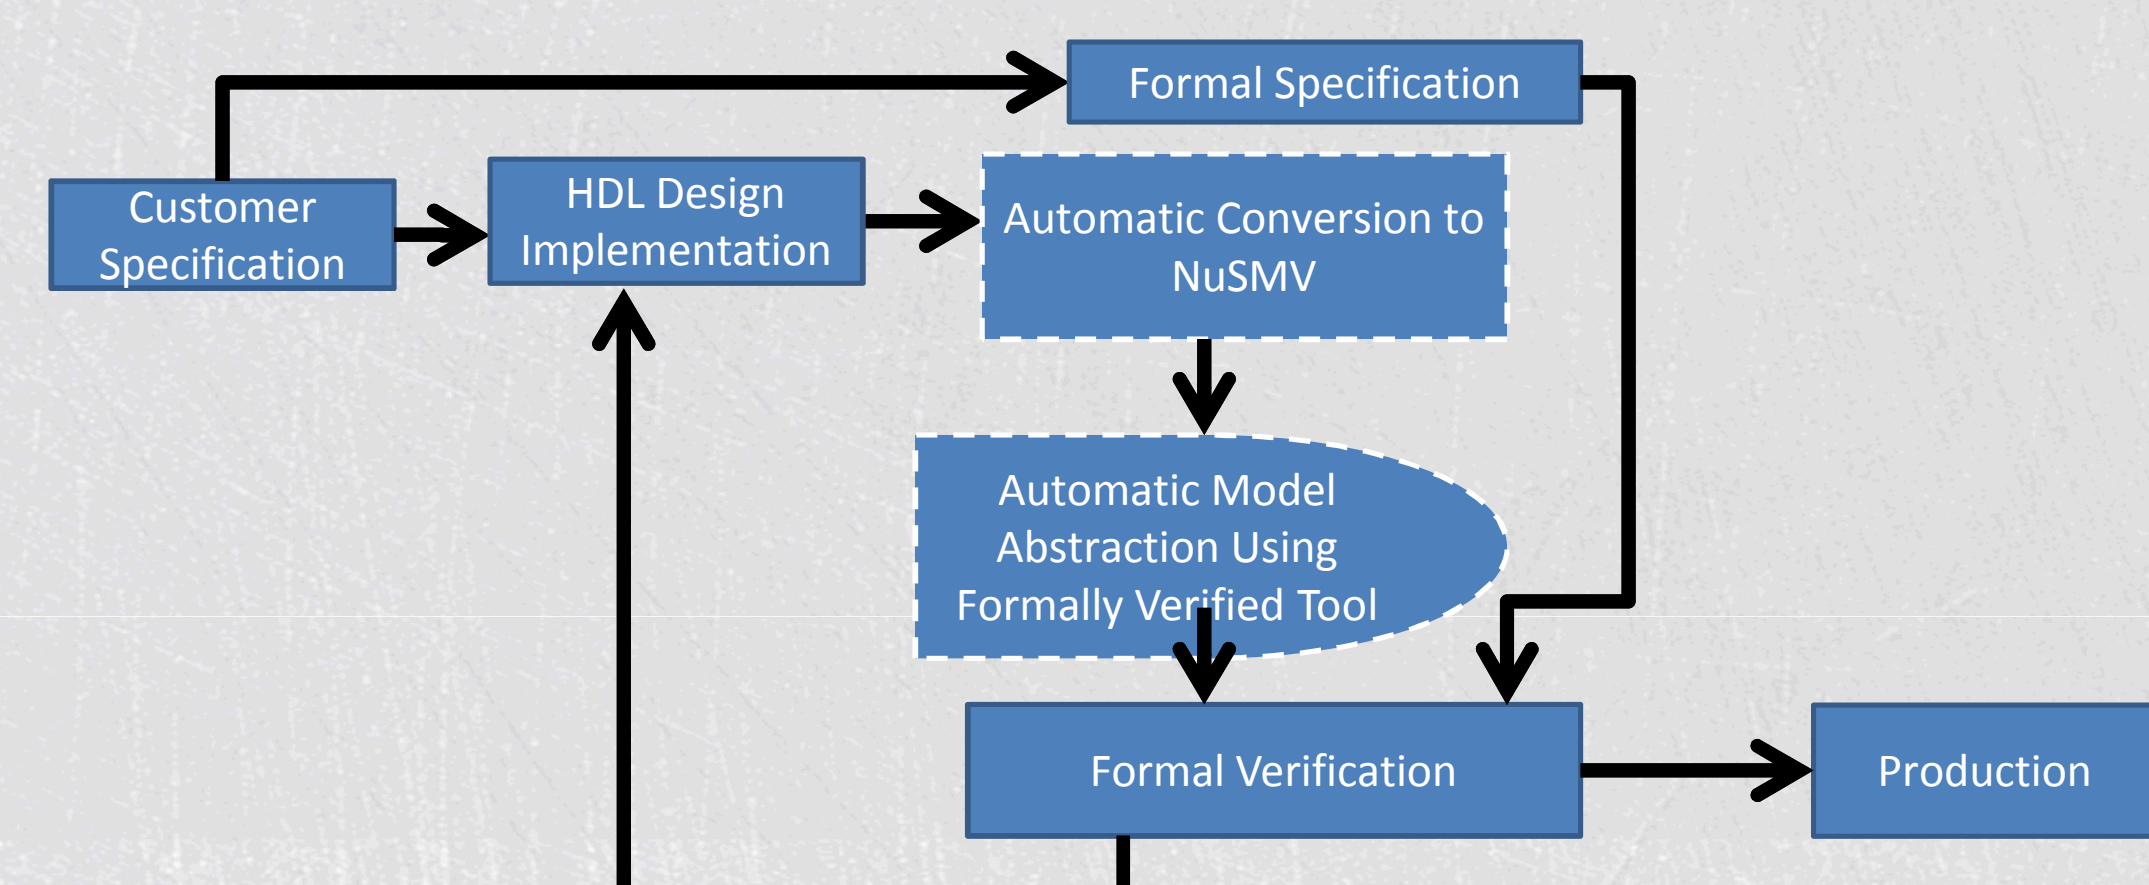 Formal Specification
Customer
Specification
HDL Design
Implementation
Automatic Conversion to
NuSMV
Automatic Model
Abstraction Using
Formally Verified Tool
Formal Verification
Production